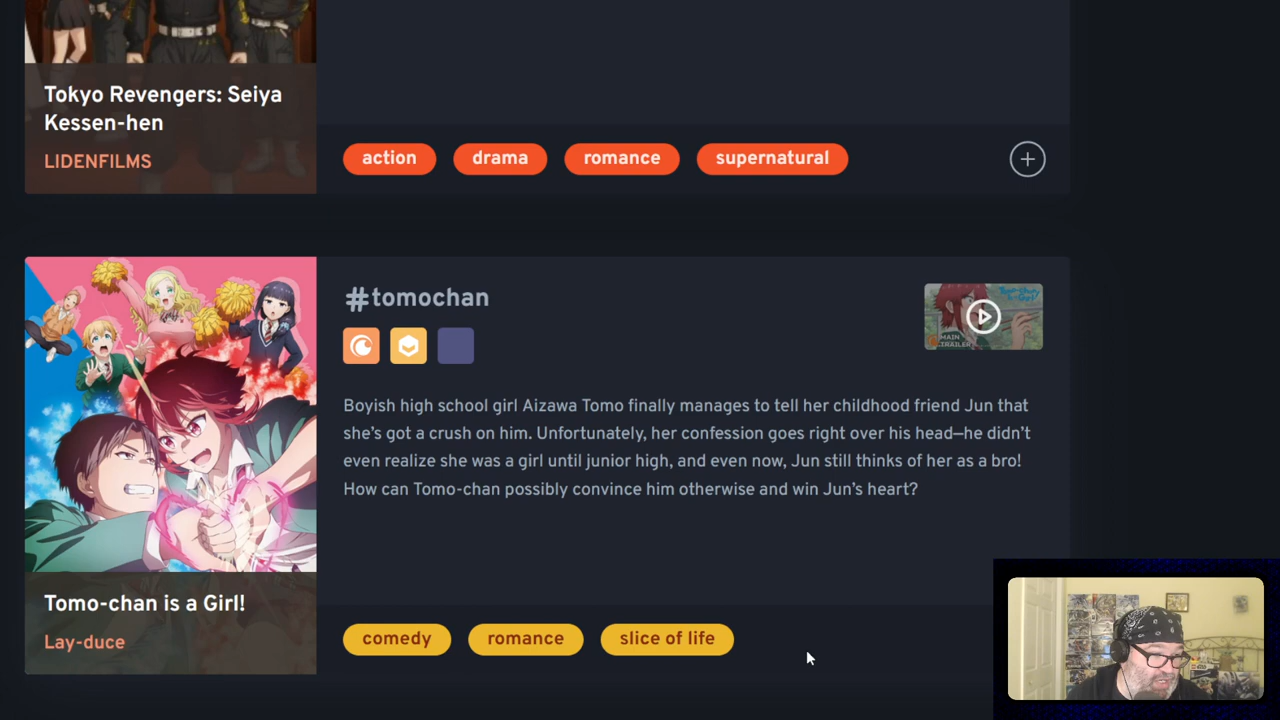 Tokyo Revengers: Seiya
Kessen-hen
LIDENFILMS
action
drama
romance
supernatural
#tomochan
MAIN
TRAILER
Boyish high school girl Aizawa Tomo finally manages to tell her childhood friend Jun that
she's got a crush on him. Unfortunately, her confession goes right over his head—he didn't
even realize she was a girl until junior high, and even now, Jun still thinks of her as a bro!
How can Tomo-chan possibly convince him otherwise and win Jun's heart?
Tomo-chan is a Girl!
Lay-duce
comedy
romance
slice of life